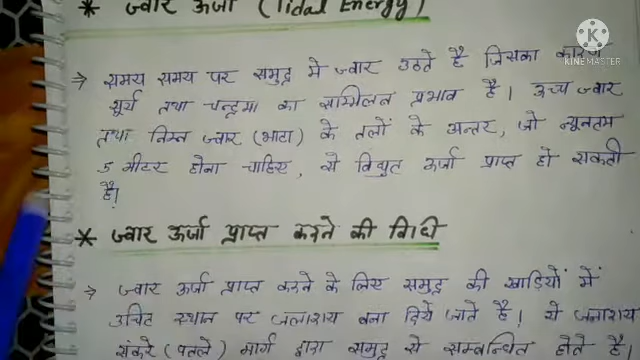 * ज्वार ऊर्जा (Tidal Energy)
K
KINEMASTER
→ समय समय पर समुद्र में ज्वार उठते है जिसका कारण
सूर्य तथा चन्द्रमा का सम्मिलित प्रभाव है। उच्च ज्वार
तथा निम्न ज्वार (भाटा) के तलों के अन्तर, जो न्यूनतम
5 मीटर होना चाहिए, से विद्युत ऊर्जा प्राप्त हो सकती
है।
* ज्वार ऊर्जा प्राप्त करने की विधी
→ ज्वार ऊर्जा प्राप्त करने के लिए समुद्र की खाड़ियों में
उचित स्थान पर जलाशय बना दिये जाते है। ये जलाशय
संकरे (पतले) मार्ग द्वारा समुद्र से सम्बन्धित होते है।